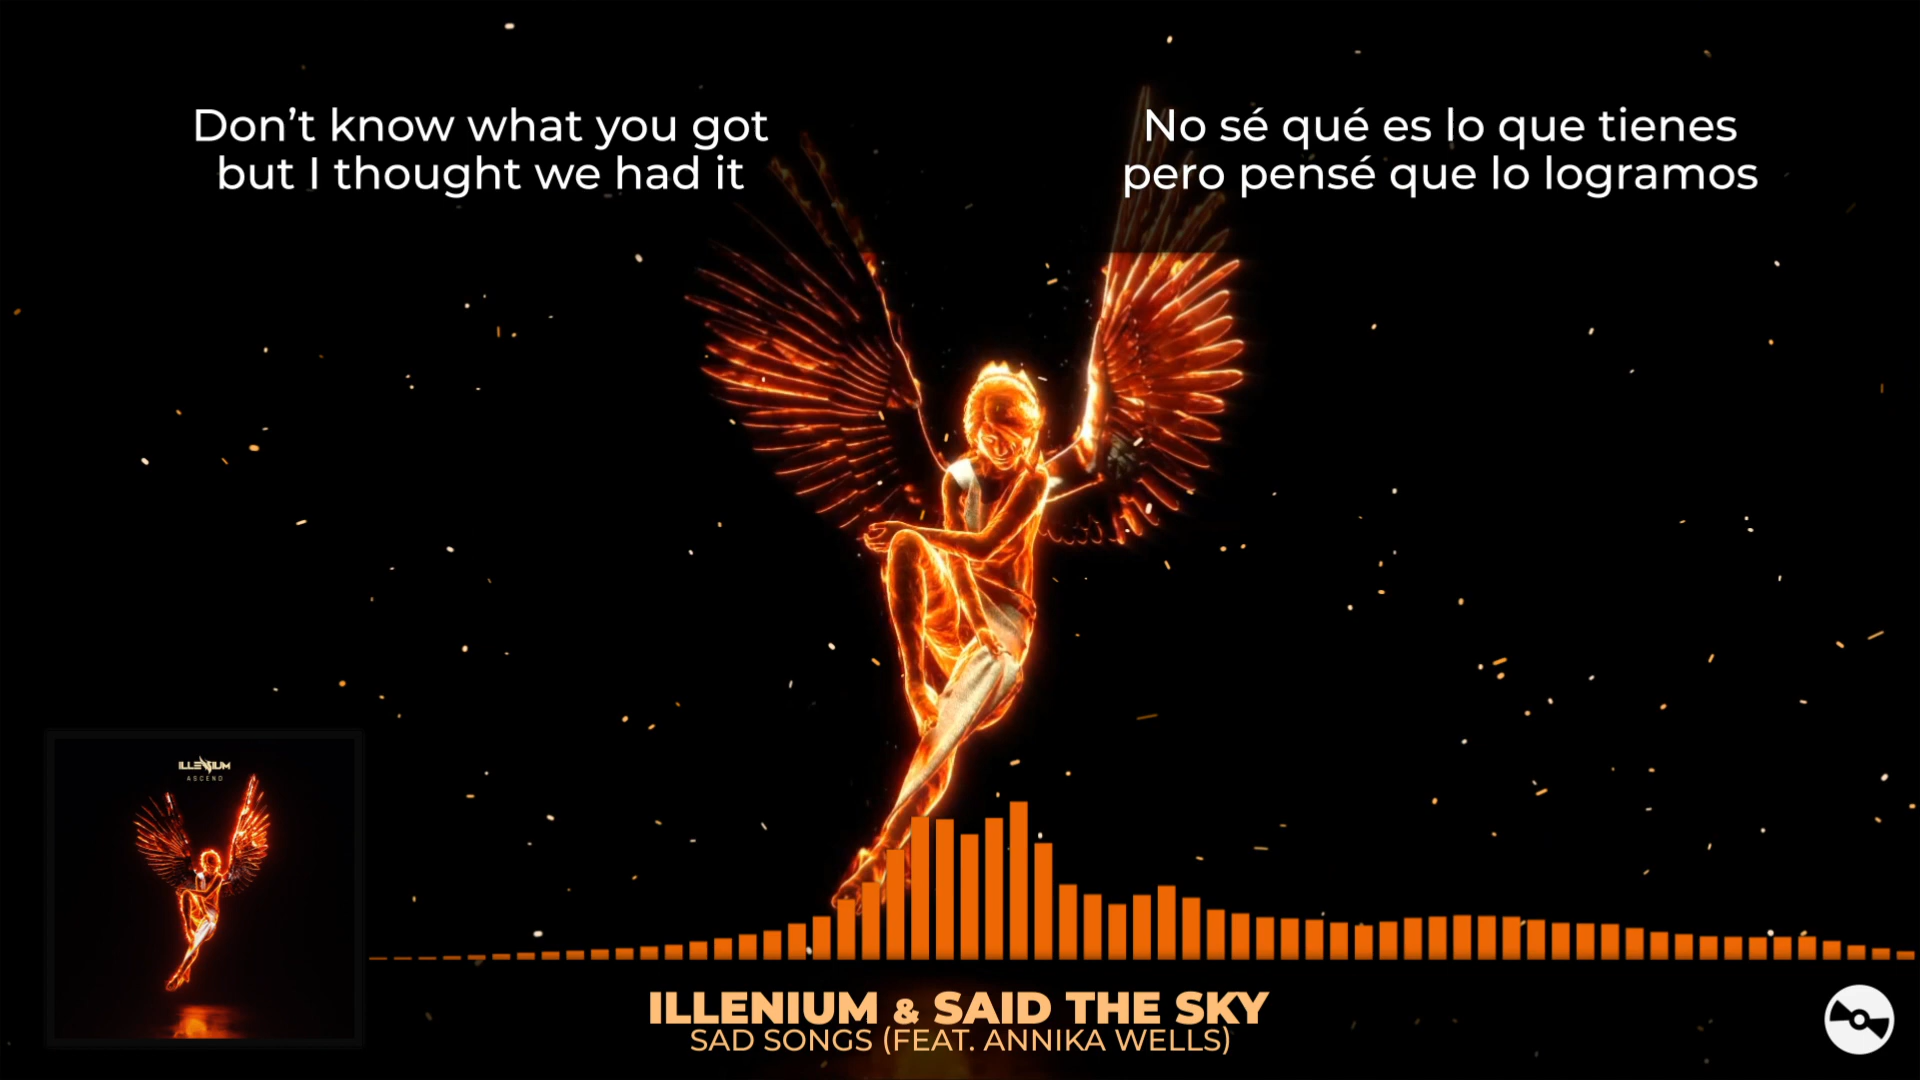 Don’t know what you got
but I thought we had it
No sé qué es lo que tienes
pero pensé que lo logramos
ILLENIUM
ASCEND
ILLENIUM & SAID THE SKY
SAD SONGS (FEAT. ANNIKA WELLS)